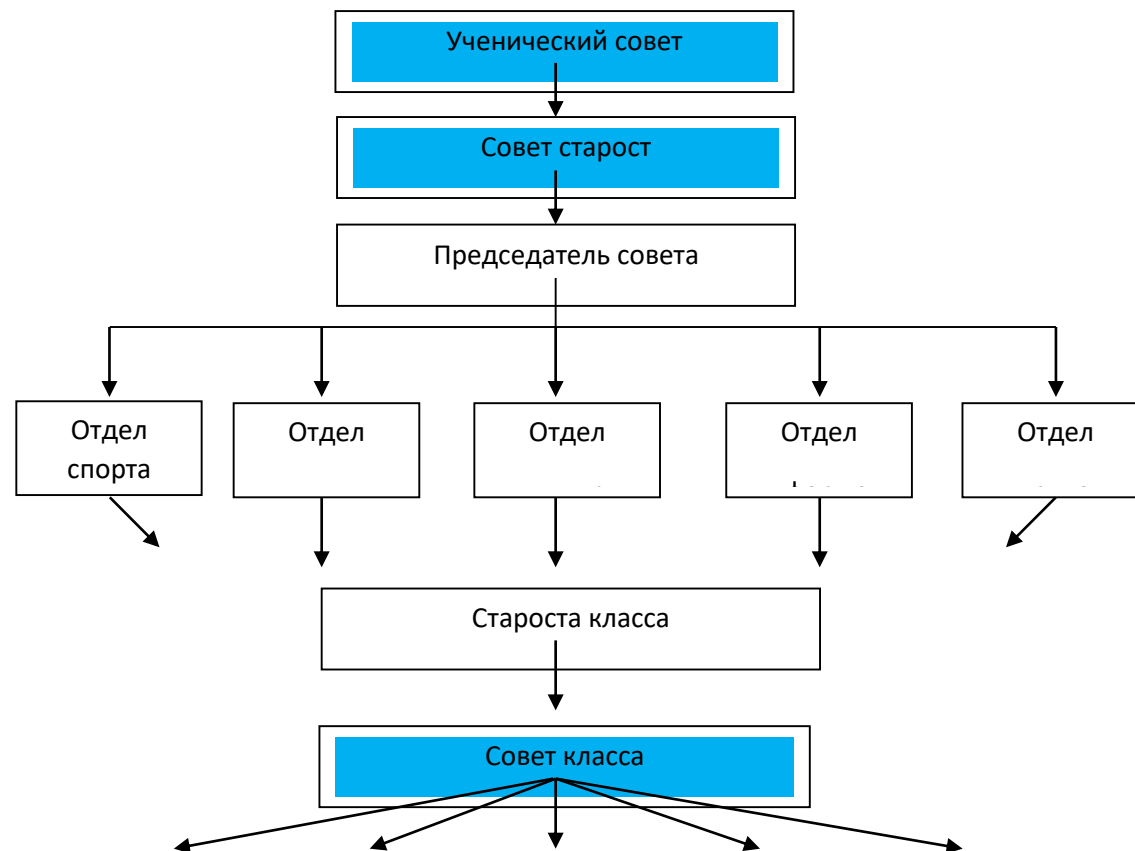 Ученический совет
Совет старост
Председатель совета
Отдел
спорта
Отдел
Отдел
Отдел
Отдел
Староста класса
Совет класса